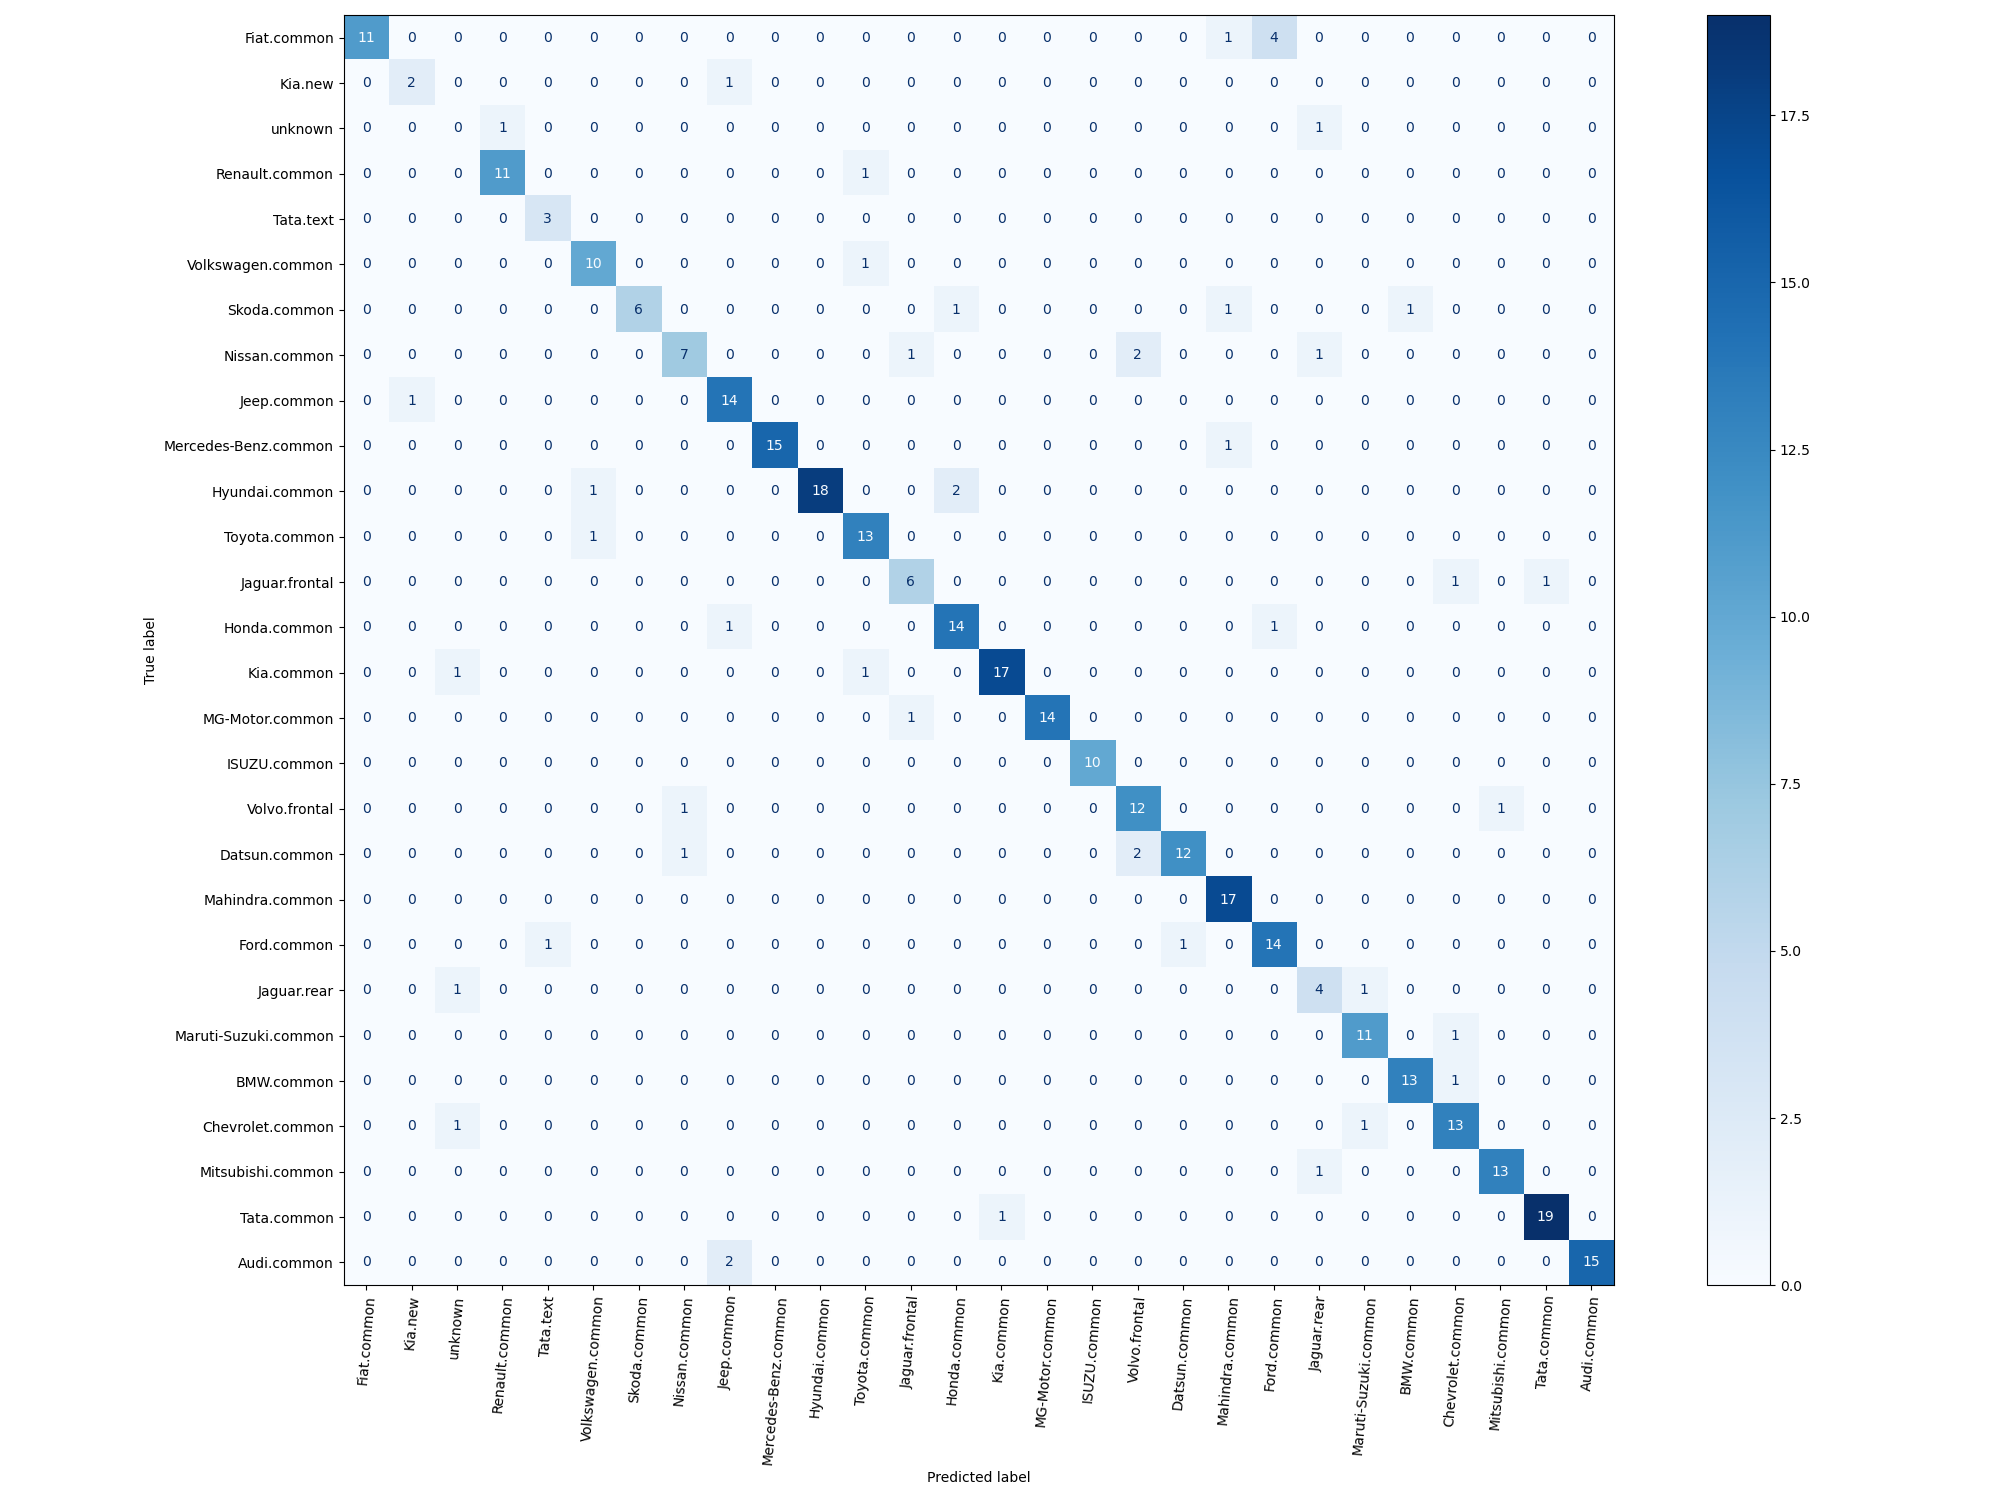 Fiat.common 11 0 0 0 0 0 0 0 0 0 0 0 0 0 0 0 0 0 0 1 4 0 0 0 0 0 0 0
Kia.new 0 2 0 0 0 0 0 0 1 0 0 0 0 0 0 0 0 0 0 0 0 0 0 0 0 0 0 0
17.5
unknown 0 0 0 1 0 0 0 0 0 0 0 0 0 0 0 0 0 0 0 0 0 1 0 0 0 0 0 0
Renault.common 0 0 0 11 0 0 0 0 0 0 0 1 0 0 0 0 0 0 0 0 0 0 0 0 0 0 0 0
Tata.text 0 0 0 0 3 0 0 0 0 0 0 0 0 0 0 0 0 0 0 0 0 0 0 0 0 0 0 0
Volkswagen.common 0 0 0 0 0 10 0 0 0 0 0 1 0 0 0 0 0 0 0 0 0 0 0 0 0 0 0 0
15.0
Skoda.common 0 0 0 0 0 0 6 0 0 0 0 0 0 1 0 0 0 0 0 1 0 0 0 1 0 0 0 0
Nissan.common 0 0 0 0 0 0 0 7 0 0 0 0 1 0 0 0 0 2 0 0 0 1 0 0 0 0 0 0
Jeep.common 0 1 0 0 0 0 0 0 14 0 0 0 0 0 0 0 0 0 0 0 0 0 0 0 0 0 0 0
Mercedes-Benz.common 0 0 0 0 0 0 0 0 0 15 0 0 0 0 0 0 0 0 0 1 0 0 0 0 0 0 0 0
12.5
Hyundai.common 0 0 0 0 0 1 0 0 0 0 18 0 0 2 0 0 0 0 0 0 0 0 0 0 0 0 0 0
Toyota.common 0 0 0 0 0 1 0 0 0 0 0 13 0 0 0 0 0 0 0 0 0 0 0 0 0 0 0 0
Jaguar.frontal 0 0 0 0 0 0 0 0 0 0 0 0 6 0 0 0 0 0 0 0 0 0 0 0 1 0 1 0
10.0
Honda.common 0 0 0 0 0 0 0 0 1 0 0 0 0 14 0 0 0 0 0 0 1 0 0 0 0 0 0 0
True label
Kia.common 0 0 1 0 0 0 0 0 0 0 0 1 0 0 17 0 0 0 0 0 0 0 0 0 0 0 0 0
MG-Motor.common 0 0 0 0 0 0 0 0 0 0 0 0 1 0 0 14 0 0 0 0 0 0 0 0 0 0 0 0
ISUZU.common 0 0 0 0 0 0 0 0 0 0 0 0 0 0 0 0 10 0 0 0 0 0 0 0 0 0 0 0
7.5
Volvo.frontal 0 0 0 0 0 0 0 1 0 0 0 0 0 0 0 0 0 12 0 0 0 0 0 0 0 1 0 0
Datsun.common 0 0 0 0 0 0 0 1 0 0 0 0 0 0 0 0 0 2 12 0 0 0 0 0 0 0 0 0
Mahindra.common 0 0 0 0 0 0 0 0 0 0 0 0 0 0 0 0 0 0 0 17 0 0 0 0 0 0 0 0
Ford.common 0 0 0 0 1 0 0 0 0 0 0 0 0 0 0 0 0 0 1 0 14 0 0 0 0 0 0 0
5.0
Jaguar.rear 0 0 1 0 0 0 0 0 0 0 0 0 0 0 0 0 0 0 0 0 0 4 1 0 0 0 0 0
Maruti-Suzuki.common 0 0 0 0 0 0 0 0 0 0 0 0 0 0 0 0 0 0 0 0 0 0 11 0 1 0 0 0
BMW.common 0 0 0 0 0 0 0 0 0 0 0 0 0 0 0 0 0 0 0 0 0 0 0 13 1 0 0 0
2.5
Chevrolet.common 0 0 1 0 0 0 0 0 0 0 0 0 0 0 0 0 0 0 0 0 0 0 1 0 13 0 0 0
Mitsubishi.common 0 0 0 0 0 0 0 0 0 0 0 0 0 0 0 0 0 0 0 0 0 1 0 0 0 13 0 0
Tata.common 0 0 0 0 0 0 0 0 0 0 0 0 0 0 1 0 0 0 0 0 0 0 0 0 0 0 19 0
Audi.common 0 0 0 0 0 0 0 0 2 0 0 0 0 0 0 0 0 0 0 0 0 0 0 0 0 0 0 15
0.0
Fiat.common
Kia.new
unknown
Renault.common
Tata.text
Volkswagen.common
Skoda.common
Nissan.common
Jeep.common
Mercedes-Benz.common
Hyundai.common
Toyota.common
Jaguar.frontal
Honda.common
Kia.common
MG-Motor.common
ISUZU.common
Volvo.frontal
Datsun.common
Mahindra.common
Ford.common
Jaguar.rear
Maruti-Suzuki.common
BMW.common
Chevrolet.common
Mitsubishi.common
Tata.common
Audi.common
Predicted label